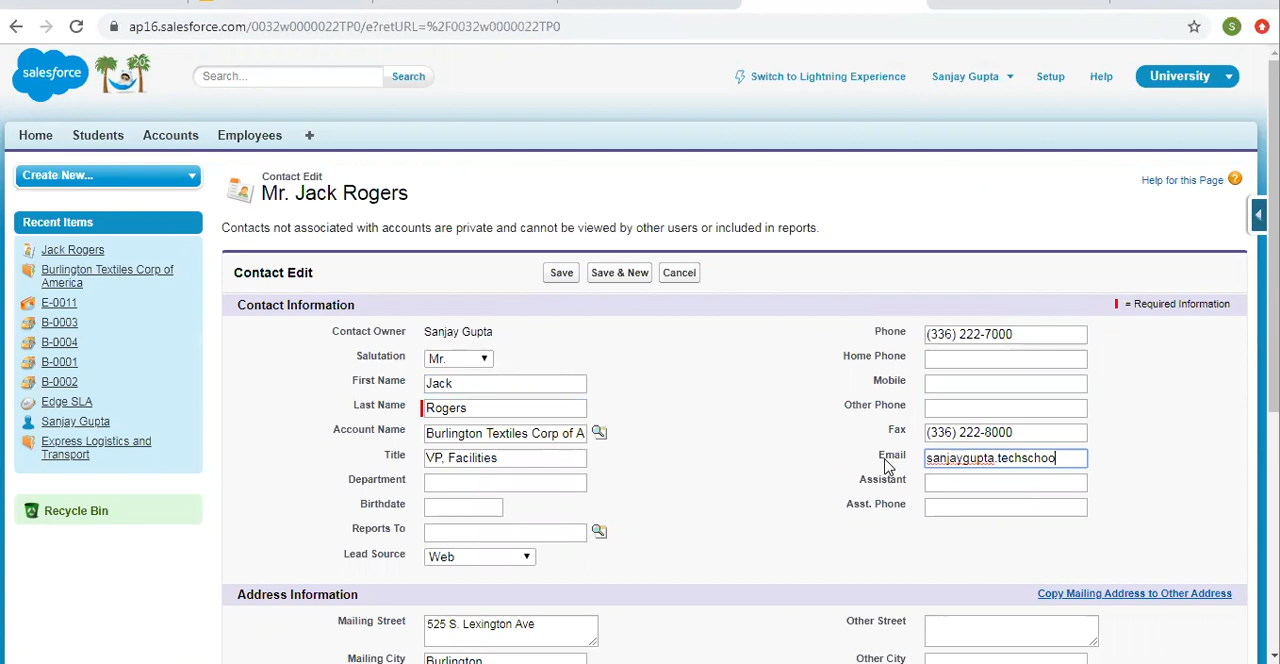 ap16.salesforce.com/0032w0000022TP0/e?retURL=%2F0032w0000022TP0
S
salesforce
Search...
Search
Switch to Lightning Experience
Sanjay Gupta
Setup
Help
University
Home
Students
Accounts
Employees
+
Create New...
Contact Edit
Mr. Jack Rogers
Help for this Page ?
Contacts not associated with accounts are private and cannot be viewed by other users or included in reports.
Recent Items
Jack Rogers
Burlington Textiles Corp of
America
E-0011
B-0003
B-0004
B-0001
B-0002
Edge SLA
Sanjay Gupta
Express Logistics and
Transport
Recycle Bin
Contact Edit
Save
Save & New
Cancel
Contact Information
= Required Information
Contact Owner Sanjay Gupta
Salutation Mr.
First Name Jack
Last Name Rogers
Account Name Burlington Textiles Corp of A
Title VP, Facilities
Department
Birthdate
Reports To
Lead Source Web
Phone (336) 222-7000
Home Phone
Mobile
Other Phone
Fax (336) 222-8000
Email sanjaygupta.techschoo
Assistant
Asst. Phone
Address Information
Copy Mailing Address to Other Address
Mailing Street 525 S. Lexington Ave
Other Street
Mailing City Burlington
Other City